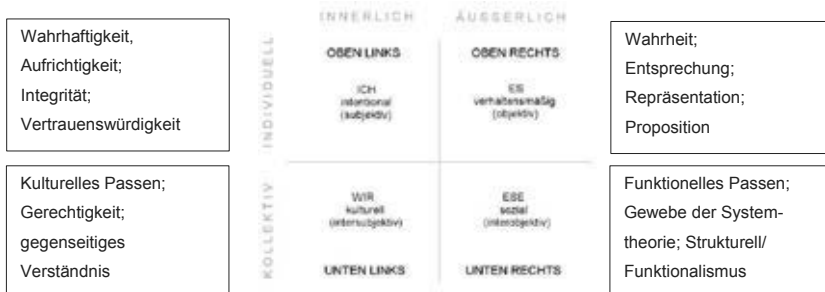 INNERLICH ÄUSSERLICH
Wahrhaftigkeit,
Aufrichtigkeit;
Integrität;
Vertrauenswürdigkeit
INDIVIDUELL
OBEN LINKS
ICH
intentional
(subjektiv)
OBEN RECHTS
ES
verhaltensmäßig
(objektiv)
Wahrheit;
Entsprechung;
Repräsentation;
Proposition
Kulturelles Passen;
Gerechtigkeit;
gegenseitiges
Verständnis
KOLLEKTIV
WIR
kulturell
(intersubjektiv)
UNTEN LINKS
ESE
sozial
(interobjektiv)
UNTEN RECHTS
Funktionelles Passen;
Gewebe der System-
theorie; Strukturell/
Funktionalismus